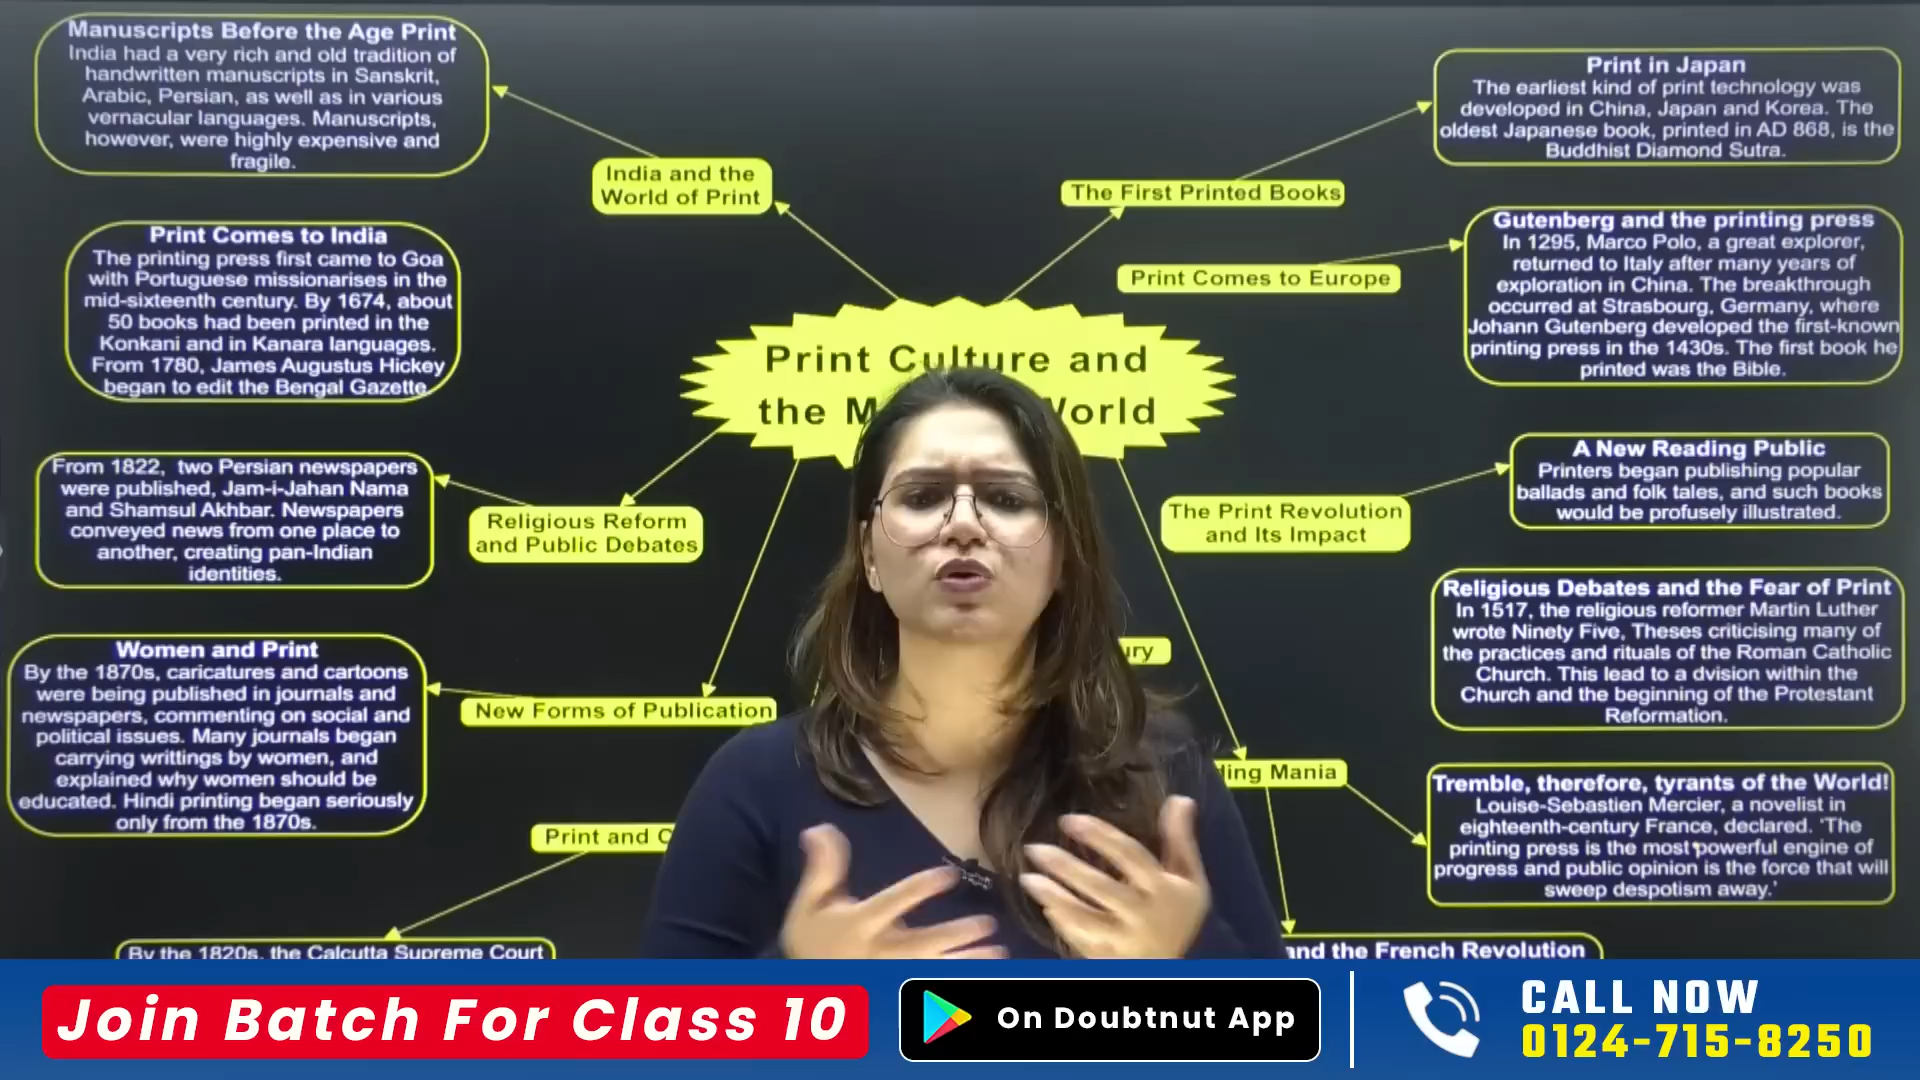 Manuscripts Before the Age Print
India had a very rich and old tradition of
handwritten manuscripts in Sanskrit,
Arabic, Persian, as well as in various
vernacular languages. Manuscripts,
however, were highly expensive and
fragile.
India and the
World of Print
Print Comes to India
The printing press first came to Goa
with Portuguese missionarises in the
mid-sixteenth century. By 1674, about
50 books had been printed in the
Konkani and in Kanara languages.
From 1780, James Augustus Hickey
began to edit the Bengal Gazette.
From 1822, two Persian newspapers
were published, Jam-i-Jahan Nama
and Shamsul Akhbar. Newspapers
conveyed news from one place to
another, creating pan-Indian
identities.
Religious Reform
and Public Debates
Women and Print
By the 1870s, caricatures and cartoons
were being published in journals and
newspapers, commenting on social and
political issues. Many journals began
carrying writtings by women, and
explained why women should be
educated. Hindi printing began seriously
only from the 1870s.
New Forms of Publication
Print and
By the 1820s, the Calcutta Supreme Court
Print Culture and
the World
The First Printed Books
Print in Japan
The earliest kind of print technology was
developed in China, Japan and Korea. The
oldest Japanese book, printed in AD 868, is the
Buddhist Diamond Sutra.
Print Comes to Europe
Gutenberg and the printing press
In 1295, Marco Polo, a great explorer,
returned to Italy after many years of
exploration in China. The breakthrough
occurred at Strasbourg, Germany, where
Johann Gutenberg developed the first-known
printing press in the 1430s. The first book he
printed was the Bible.
The Print Revolution
and Its Impact
A New Reading Public
Printers began publishing popular
ballads and folk tales, and such books
would be profusely illustrated.
Religious Debates and the Fear of Print
In 1517, the religious reformer Martin Luther
wrote Ninety Five, Theses criticising many of
the practices and rituals of the Roman Catholic
Church. This lead to a dvision within the
Church and the beginning of the Protestant
Reformation.
Mania
Tremble, therefore, tyrants of the World!
Louise-Sebastien Mercier, a novelist in
eighteenth-century France, declared. 'The
printing press is the most powerful engine of
progress and public opinion is the force that will
sweep despotism away.'
and the French Revolution
Join Batch For Class 10
On Doubtnut App
CALL NOW
0124-715-8250